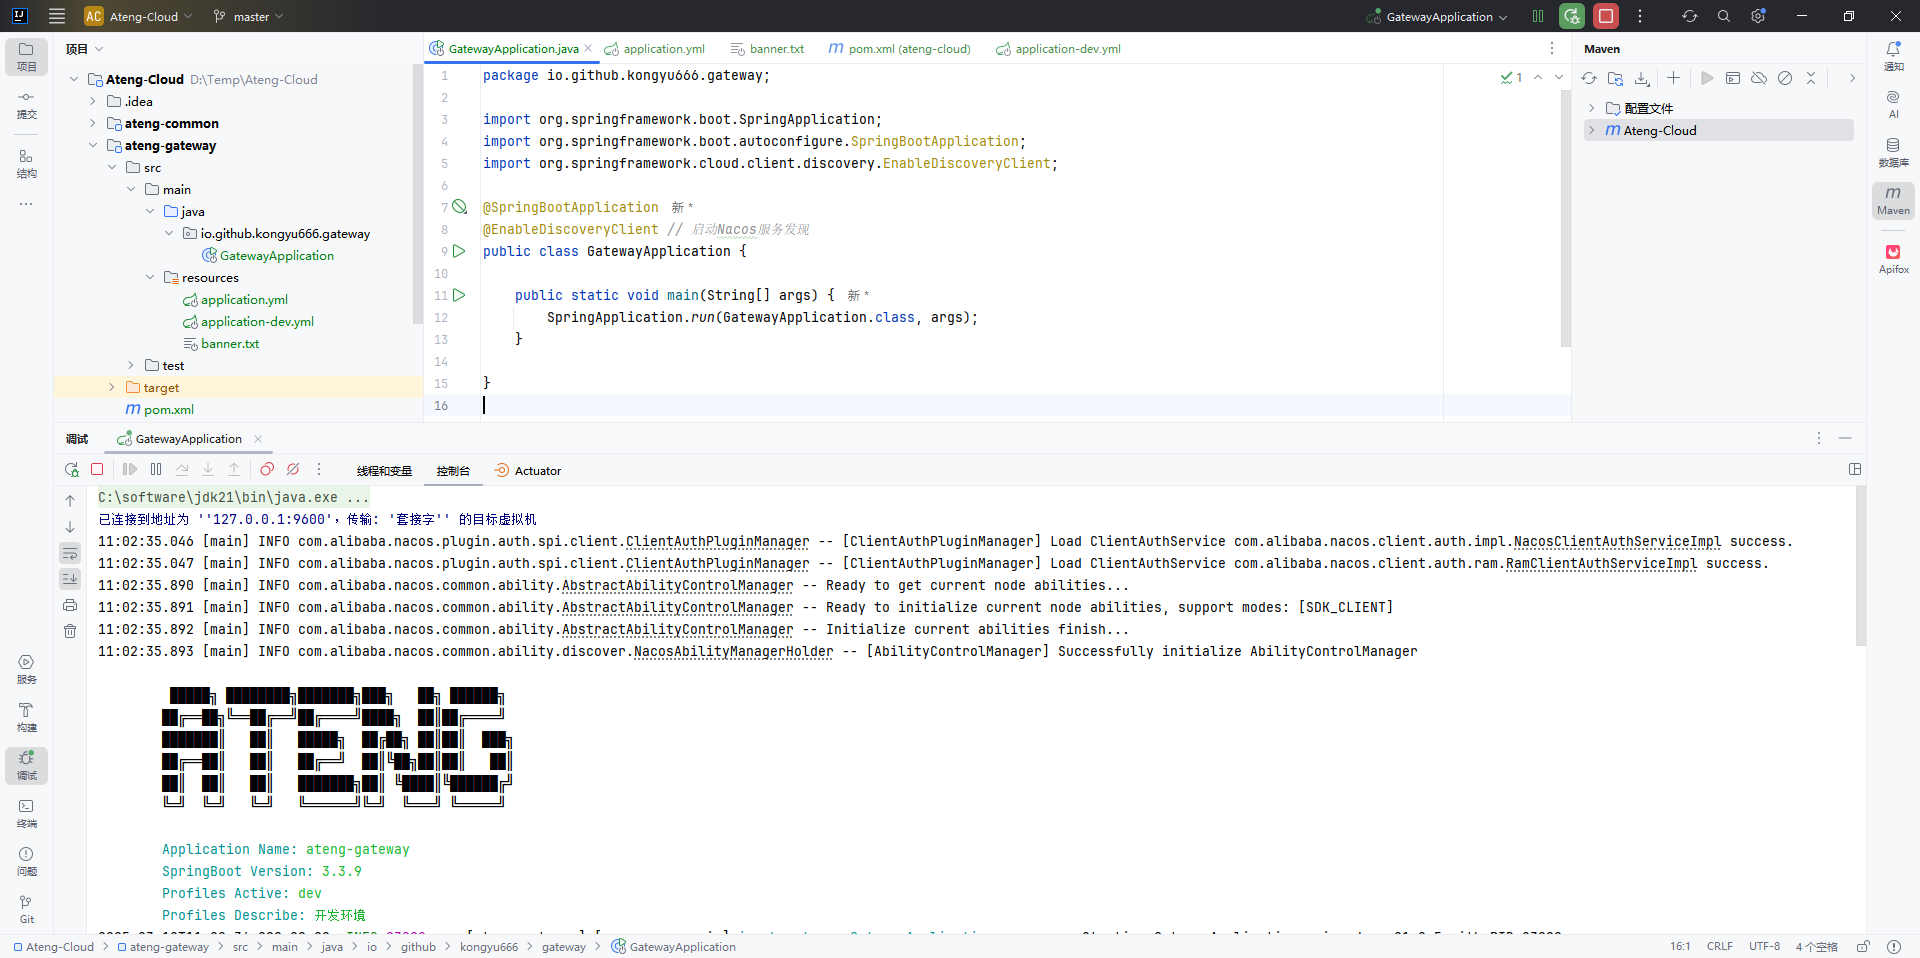 AC Ateng-Cloud master GatewayApplication
项目
Ateng-Cloud D:\Temp\Ateng-Cloud
.idea
ateng-common
ateng-gateway
src
main
java
io.github.kongyu666.gateway
GatewayApplication
resources
application.yml
application-dev.yml
banner.txt
test
target
pom.xml
项目
提交
结构
服务
构建
调试
终端
问题
Git
GatewayApplication.java application.yml banner.txt pom.xml (ateng-cloud) application-dev.yml
1 package io.github.kongyu666.gateway;
2
3 import org.springframework.boot.SpringApplication;
4 import org.springframework.boot.autoconfigure.SpringBootApplication;
5 import org.springframework.cloud.client.discovery.EnableDiscoveryClient;
6
7 @SpringBootApplication 新 *
8 @EnableDiscoveryClient // 启动Nacos服务发现
9 public class GatewayApplication {
10
11 public static void main(String[] args) { 新 *
12 SpringApplication.run(GatewayApplication.class, args);
13 }
14
15 }
16
1
Maven
配置文件
Ateng-Cloud
通知
AI
数据库
Maven
Apifox
调试 GatewayApplication
线程和变量 控制台 Actuator
C:\software\jdk21\bin\java.exe ...
已连接到地址为 ''127.0.0.1:9600'，传输: '套接字'' 的目标虚拟机
11:02:35.046 [main] INFO com.alibaba.nacos.plugin.auth.spi.client.ClientAuthPluginManager -- [ClientAuthPluginManager] Load ClientAuthService com.alibaba.nacos.client.auth.impl.NacosClientAuthServiceImpl success.
11:02:35.047 [main] INFO com.alibaba.nacos.plugin.auth.spi.client.ClientAuthPluginManager -- [ClientAuthPluginManager] Load ClientAuthService com.alibaba.nacos.client.auth.ram.RamClientAuthServiceImpl success.
11:02:35.890 [main] INFO com.alibaba.nacos.common.ability.AbstractAbilityControlManager -- Ready to get current node abilities...
11:02:35.891 [main] INFO com.alibaba.nacos.common.ability.AbstractAbilityControlManager -- Ready to initialize current node abilities, support modes: [SDK_CLIENT]
11:02:35.892 [main] INFO com.alibaba.nacos.common.ability.AbstractAbilityControlManager -- Initialize current abilities finish...
11:02:35.893 [main] INFO com.alibaba.nacos.common.ability.discover.NacosAbilityManagerHolder -- [AbilityControlManager] Successfully initialize AbilityControlManager
ATENG
Application Name: ateng-gateway
SpringBoot Version: 3.3.9
Profiles Active: dev
Profiles Describe: 开发环境
Ateng-Cloud ateng-gateway src main java io github kongyu666 gateway GatewayApplication
16:1 CRLF UTF-8 4 个空格